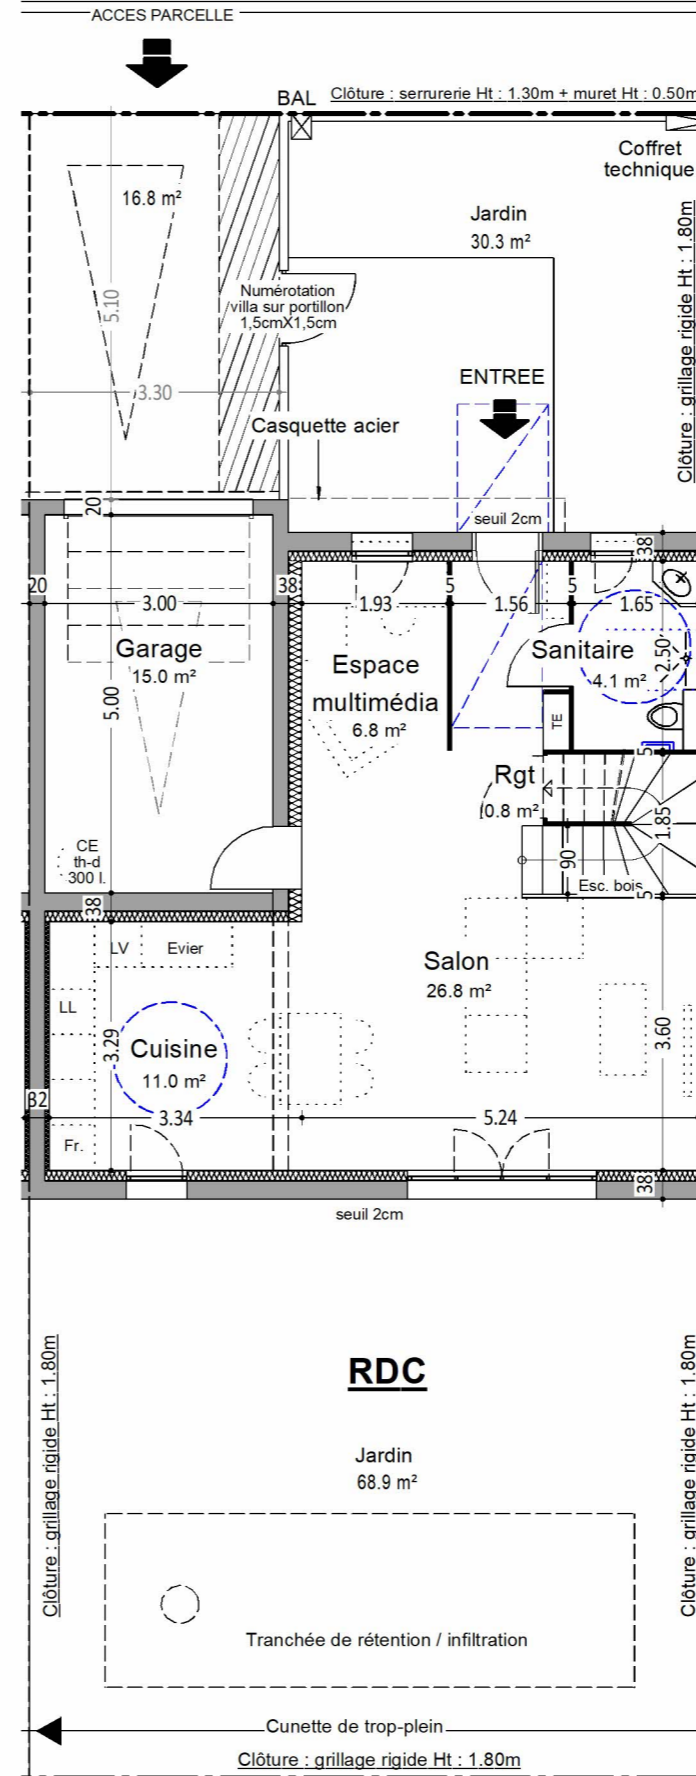 ACCES PARCELLE
BAL
Clôture : serrurerie Ht : 1.30m + muret Ht : 0.50m
Coffret
technique
16.8 m²
Jardin
30.3 m²
Clôture : grillage rigide Ht : 1.80m
5.10
Numérotation
villa sur portillon
1,5cmX1,5cm
3.30
ENTREE
Casquette acier
20
seuil 2cm
38
20
3.00
38
1.93
5
1.56
5
1.65
Garage
15.0 m²
5.00
Espace
multimédia
6.8 m²
Sanitaire
4.1 m²
2.50
TE
5
Rgt
0.8 m²
1.85
90
CE
th-d
300 l.
Esc. bois
5
38
LV
Evier
Salon
26.8 m²
LL
3.29
Cuisine
11.0 m²
3.60
32
3.34
5.24
Fr.
38
seuil 2cm
RDC
Clôture : grillage rigide Ht : 1.80m
Clôture : grillage rigide Ht : 1.80m
Jardin
68.9 m²
Tranchée de rétention / infiltration
Cunette de trop-plein
Clôture : grillage rigide Ht : 1.80m